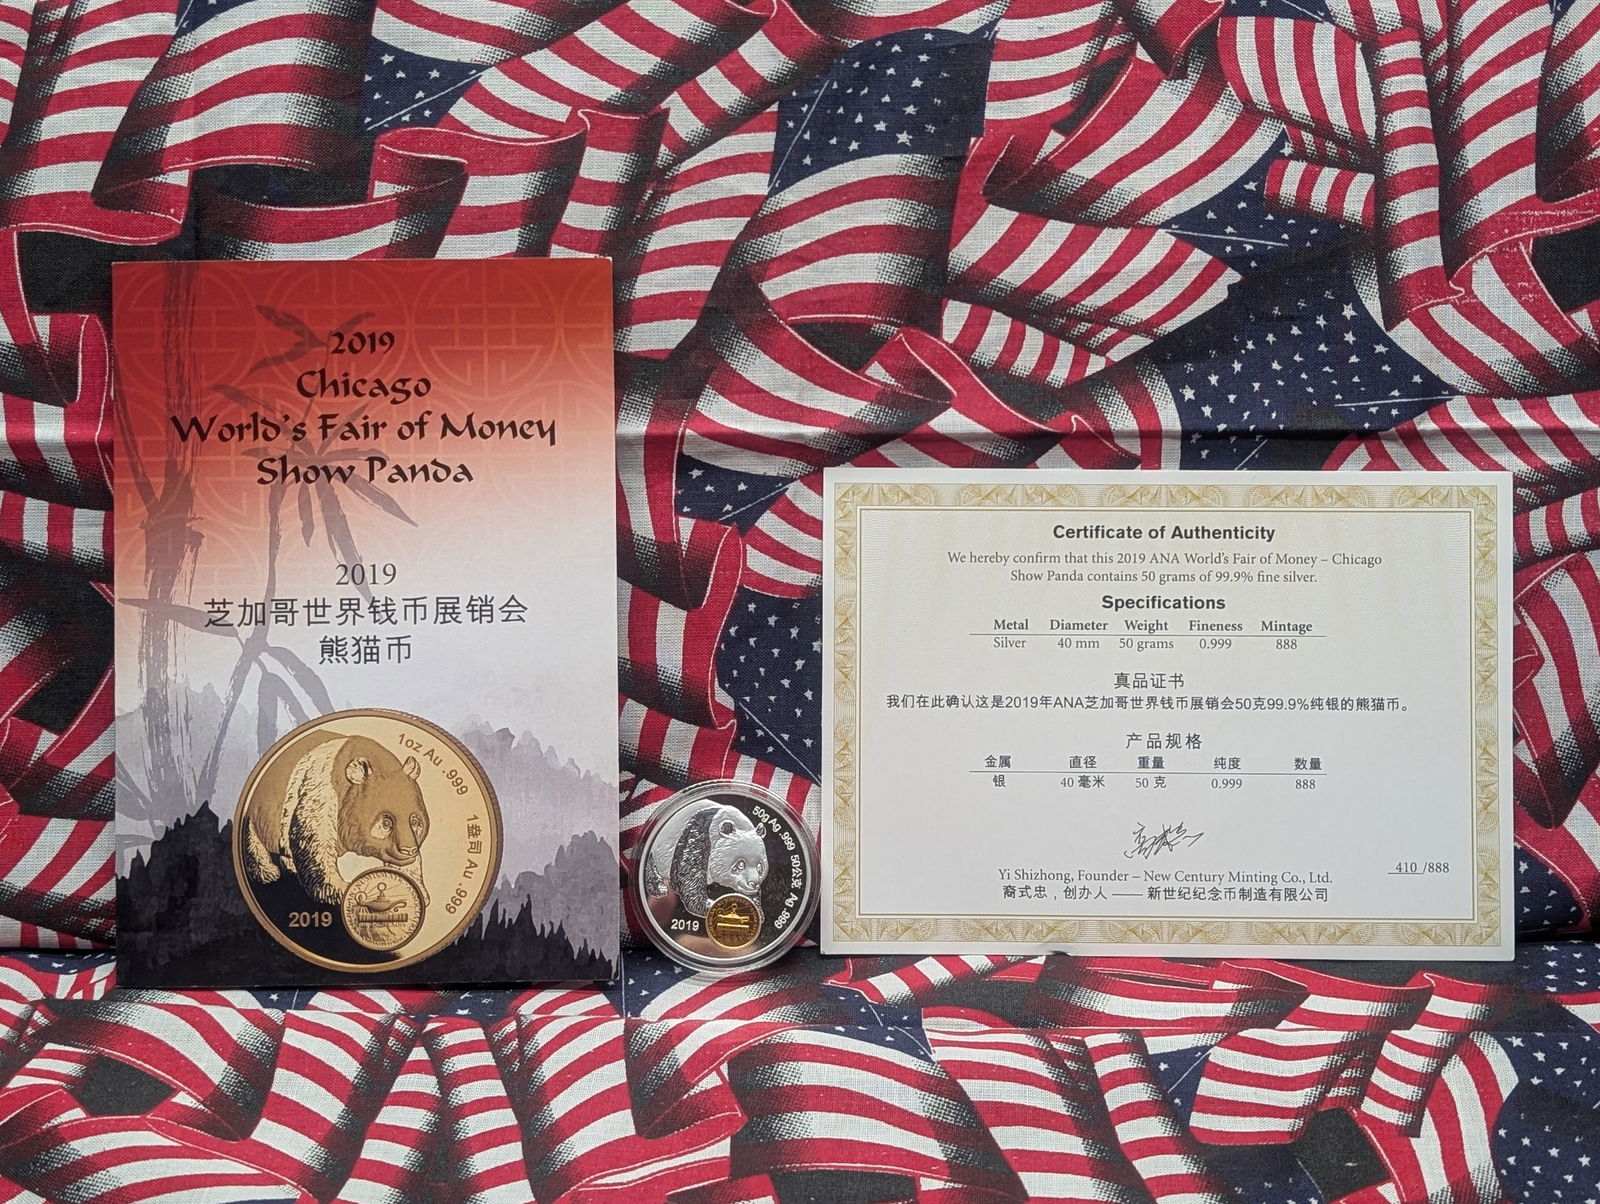 2019
Chicago
World's Fair of Money
Show Panda
2019
芝加哥世界钱币展销会
熊猫币
1oz Au .999
1盎司 Au .999
2019
50g Ag .999 50公克 Ag .999
2019
Certificate of Authenticity
We hereby confirm that this 2019 ANA World's Fair of Money – Chicago
Show Panda contains 50 grams of 99.9% fine silver.
Specifications
Metal Diameter Weight Fineness Mintage
Silver 40 mm 50 grams 0.999 888
真品证书
我们在此确认这是2019年ANA芝加哥世界钱币展销会50克99.9%纯银的熊猫币。
产品规格
金属 直径 重量 纯度 数量
银 40 毫米 50 克 0.999 888
410 /888
Yi Shizhong, Founder – New Century Minting Co., Ltd.
裔式忠，创办人 —— 新世纪纪念币制造有限公司